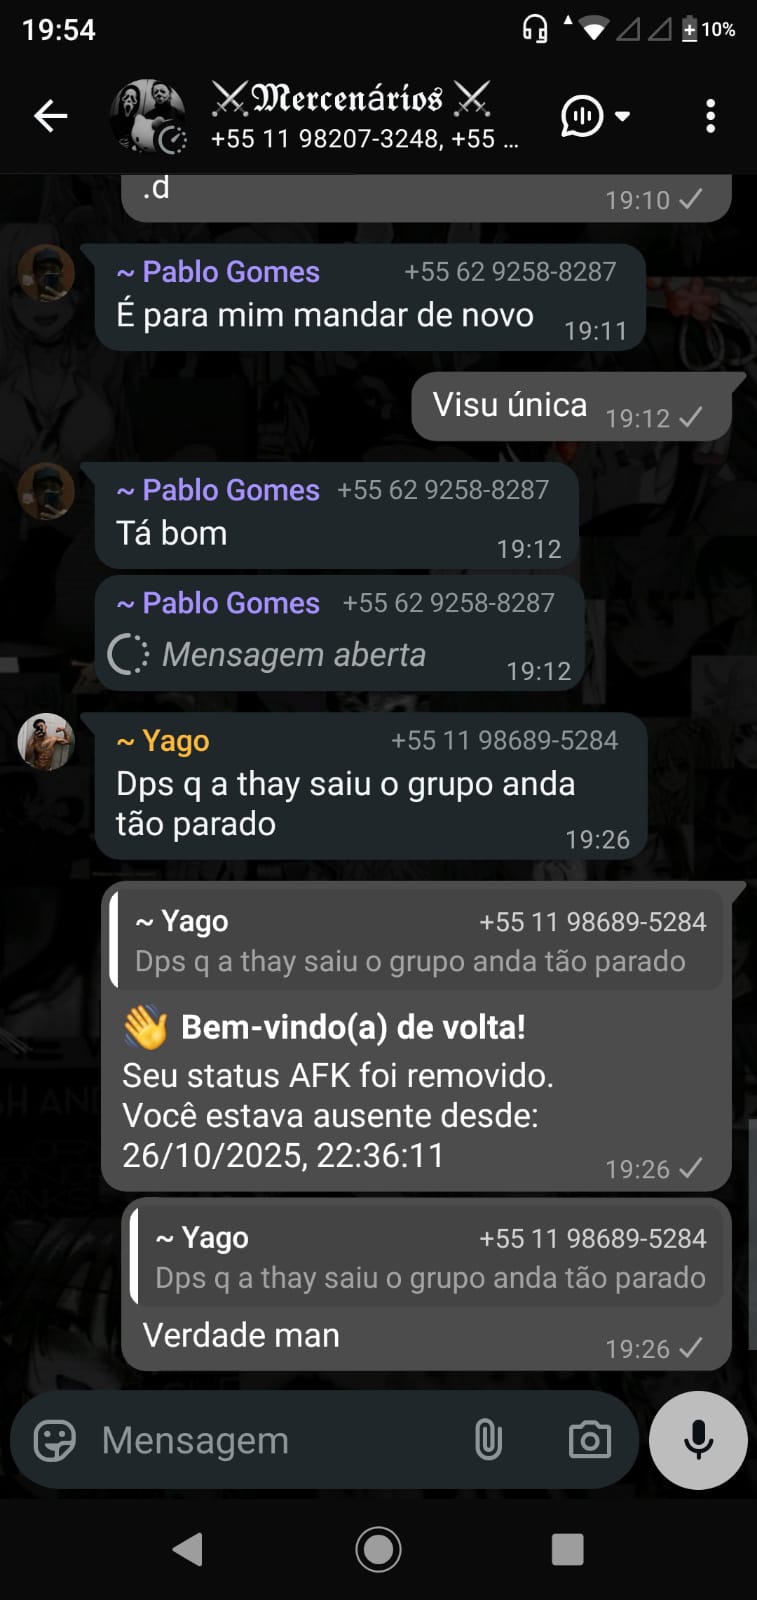 19:54
10%
⚔️𝕸𝖊𝖗𝖈𝖊𝖓á𝖗𝖎𝖔𝖘⚔️
+55 11 98207-3248, +55 ...
.d
19:10
~ Pablo Gomes +55 62 9258-8287
É para mim mandar de novo
19:11
Visu única
19:12
~ Pablo Gomes +55 62 9258-8287
Tá bom
19:12
~ Pablo Gomes +55 62 9258-8287
Mensagem aberta
19:12
~ Yago +55 11 98689-5284
Dps q a thay saiu o grupo anda
tão parado
19:26
~ Yago +55 11 98689-5284
Dps q a thay saiu o grupo anda tão parado
👋 Bem-vindo(a) de volta!
Seu status AFK foi removido.
Você estava ausente desde:
26/10/2025, 22:36:11
19:26
~ Yago +55 11 98689-5284
Dps q a thay saiu o grupo anda tão parado
Verdade man
19:26
Mensagem